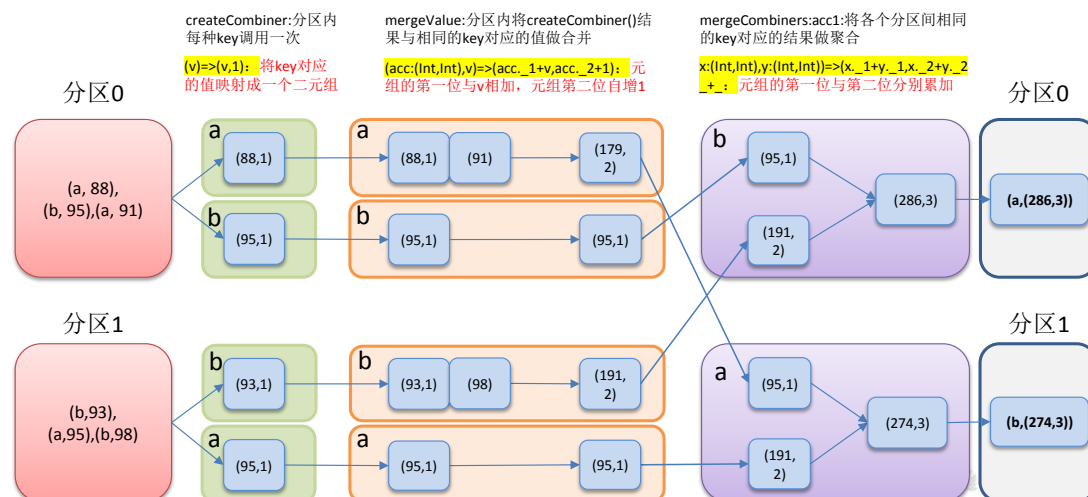 createCombiner:分区内
每种key调用一次
(v)=>(v,1): 将key对应
的值映射成一个二元组
mergeValue:分区内将createCombiner()结
果与相同的key对应的值做合并
(acc:(Int,Int),v)=>(acc._1+v,acc._2+1): 元
组的第一位与v相加，元组第二位自增1
mergeCombiners:acc1:将各个分区间相同
的key对应的结果做聚合
x:(Int,Int),y:(Int,Int))=>(x._1+y._1,x._2+y._2
_+_: 元组的第一位与第二位分别累加
分区0
分区0
(a, 88),
(b, 95),(a, 91)
a
(88,1)
b
(95,1)
a
(88,1)
(91)
(179,
2)
b
(95,1)
(95,1)
b
(95,1)
(191,
2)
(286,3)
(a,(286,3))
分区1
分区1
(b,93),
(a,95),(b,98)
b
(93,1)
a
(95,1)
b
(93,1)
(98)
(191,
2)
a
(95,1)
(95,1)
a
(95,1)
(191,
2)
(274,3)
(b,(274,3))